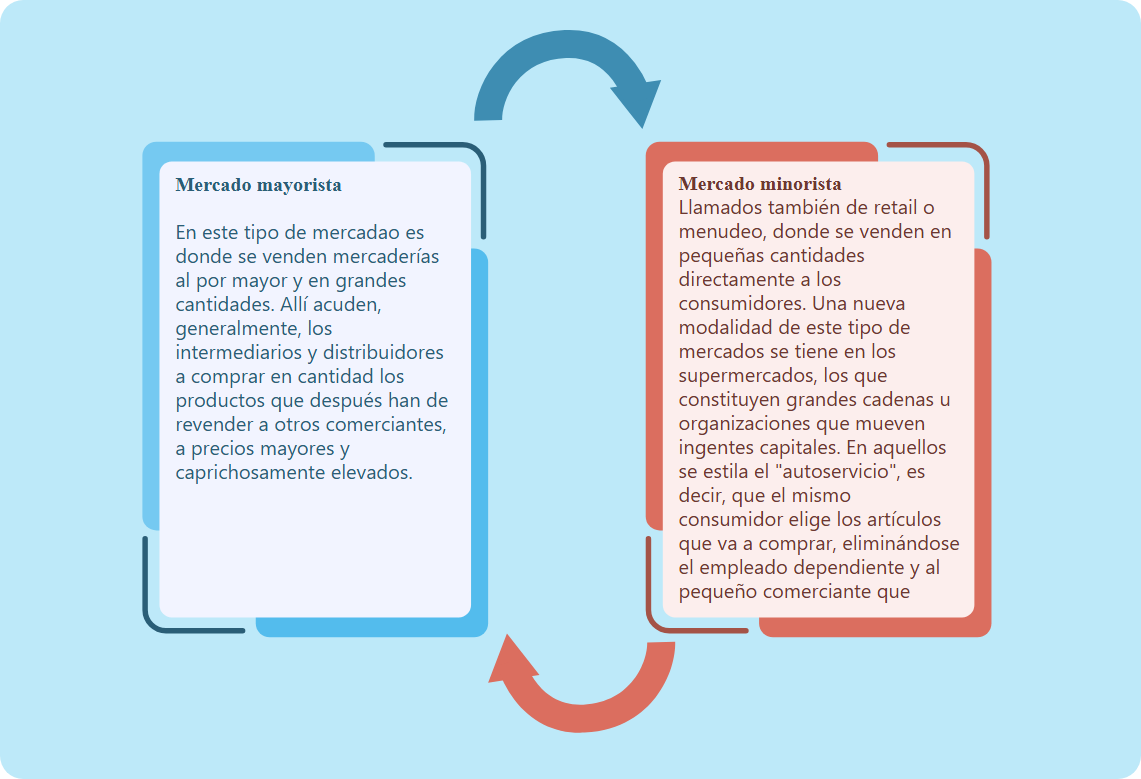 Mercado mayorista
En este tipo de mercadao es
donde se venden mercaderías
al por mayor y en grandes
cantidades. Allí acuden,
generalmente, los
intermediarios y distribuidores
a comprar en cantidad los
productos que después han de
revender a otros comerciantes,
a precios mayores y
caprichosamente elevados.
Mercado minorista
Llamados también de retail o
menudeo, donde se venden en
pequeñas cantidades
directamente a los
consumidores. Una nueva
modalidad de este tipo de
mercados se tiene en los
supermercados, los que
constituyen grandes cadenas u
organizaciones que mueven
ingentes capitales. En aquellos
se estila el "autoservicio", es
decir, que el mismo
consumidor elige los artículos
que va a comprar, eliminándose
el empleado dependiente y al
pequeño comerciante que